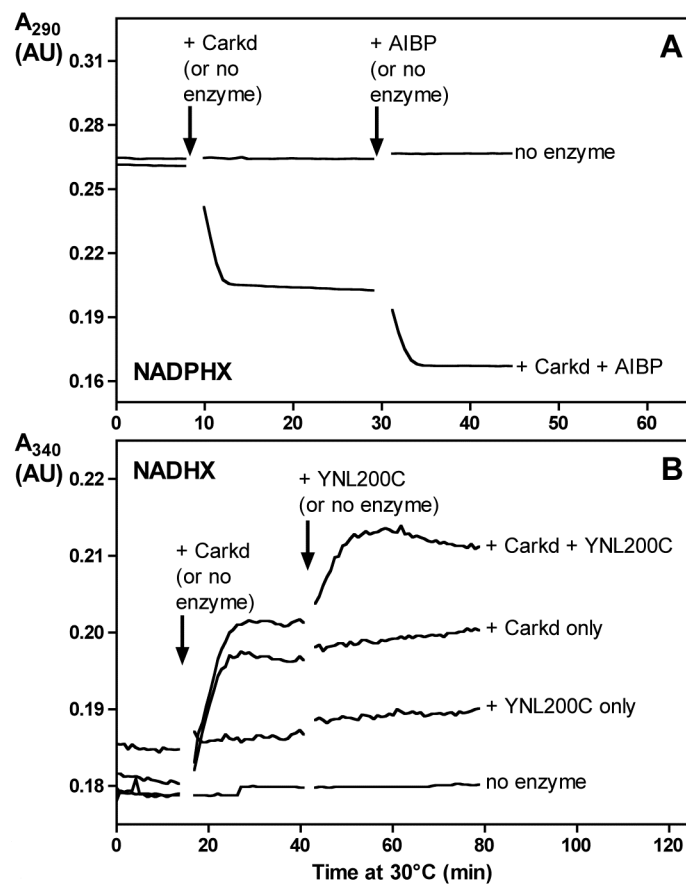 A290
(AU)
A
+ Carkd
(or no
enzyme)
+ AIBP
(or no
enzyme)
0.31
0.28
0.25
0.22
0.19
0.16
no enzyme
+ Carkd + AIBP
NADPHX
0 10 20 30 40 50 60
A340
(AU)
NADHX
B
+ YNL200C
(or no enzyme)
+ Carkd
(or no
enzyme)
0.22
0.21
0.20
0.19
0.18
+ Carkd + YNL200C
+ Carkd only
+ YNL200C only
no enzyme
0 20 40 60 80 100 120
Time at 30°C (min)